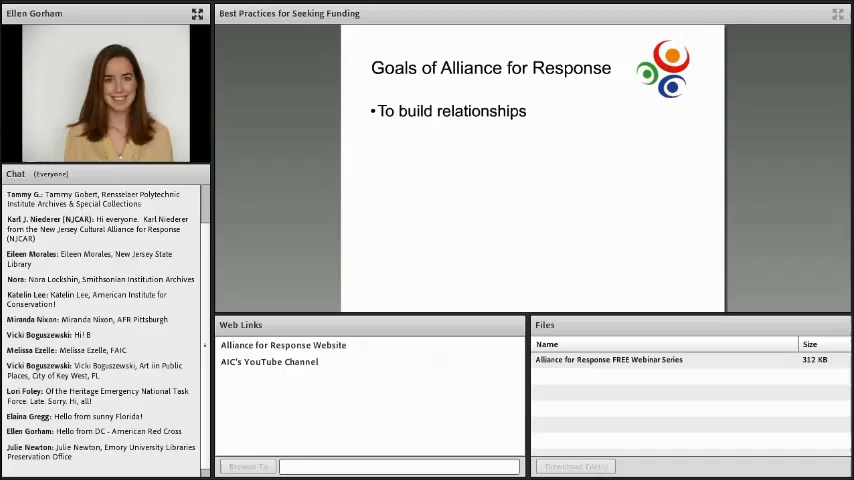 Ellen Gorham
Best Practices for Seeking Funding
Goals of Alliance for Response
•To build relationships
Chat (Everyone)
Tammy G.: Tammy Gobert, Rensselaer Polytechnic
Institute Archives & Special Collections
Karl J. Niederer (NJCAR): Hi everyone. Karl Niederer
from the New Jersey Cultural Alliance for Response
(NJCAR)
Eileen Morales: Eileen Morales, New Jersey State
Library
Nora: Nora Lockshin, Smithsonian Institution Archives
Katelin Lee: Katelin Lee, American Institute for
Conservation!
Miranda Nixon: Miranda Nixon, AFR Pittsburgh
Vicki Boguszewski: Hi! B
Melissa Ezelle: Melissa Ezelle, FAIC
Vicki Boguszewski: Vicki Boguszewski, Art iin Public
Places, City of Key West, FL
Lori Foley: Of the Heritage Emergency National Task
Force. Late. Sorry. Hi, all!
Elaina Gregg: Hello from sunny Florida!
Ellen Gorham: Hello from DC - American Red Cross
Julie Newton: Julie Newton, Emory University Libraries
Preservation Office
Web Links
Alliance for Response Website
AIC's YouTube Channel
Browse To
Files
Name Size
Alliance for Response FREE Webinar Series 312 KB
Download File(s)